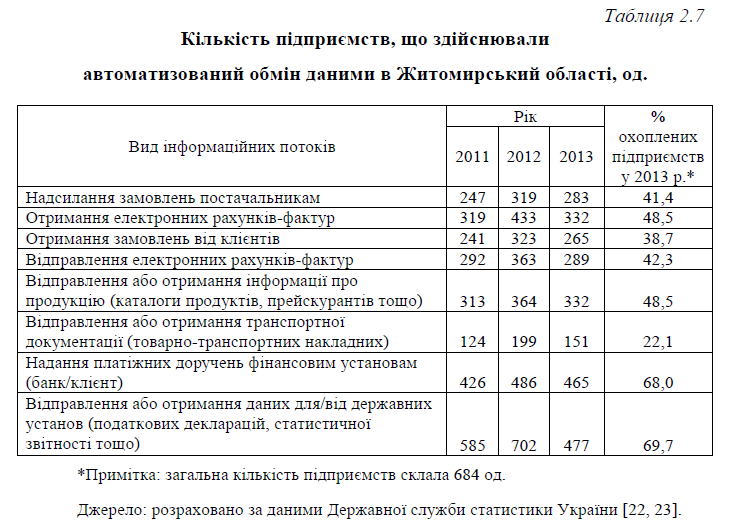 Таблиця 2.7
Кількість підприємств, що здійснювали
автоматизований обмін даними в Житомирський області, од.
Вид інформаційних потоків
Рік
%
охоплених
підприємств
у 2013 р.*
2011 2012 2013
Надсилання замовлень постачальникам 247 319 283 41,4
Отримання електронних рахунків-фактур 319 433 332 48,5
Отримання замовлень від клієнтів 241 323 265 38,7
Відправлення електронних рахунків-фактур 292 363 289 42,3
Відправлення або отримання інформації про
продукцію (каталоги продуктів, прейскурантів тощо) 313 364 332 48,5
Відправлення або отримання транспортної
документації (товарно-транспортних накладних) 124 199 151 22,1
Надання платіжних доручень фінансовим установам
(банк/клієнт) 426 486 465 68,0
Відправлення або отримання даних для/від державних
установ (податкових декларацій, статистичної
звітності тощо) 585 702 477 69,7
*Примітка: загальна кількість підприємств склала 684 од.
Джерело: розраховано за даними Державної служби статистики України [22, 23].